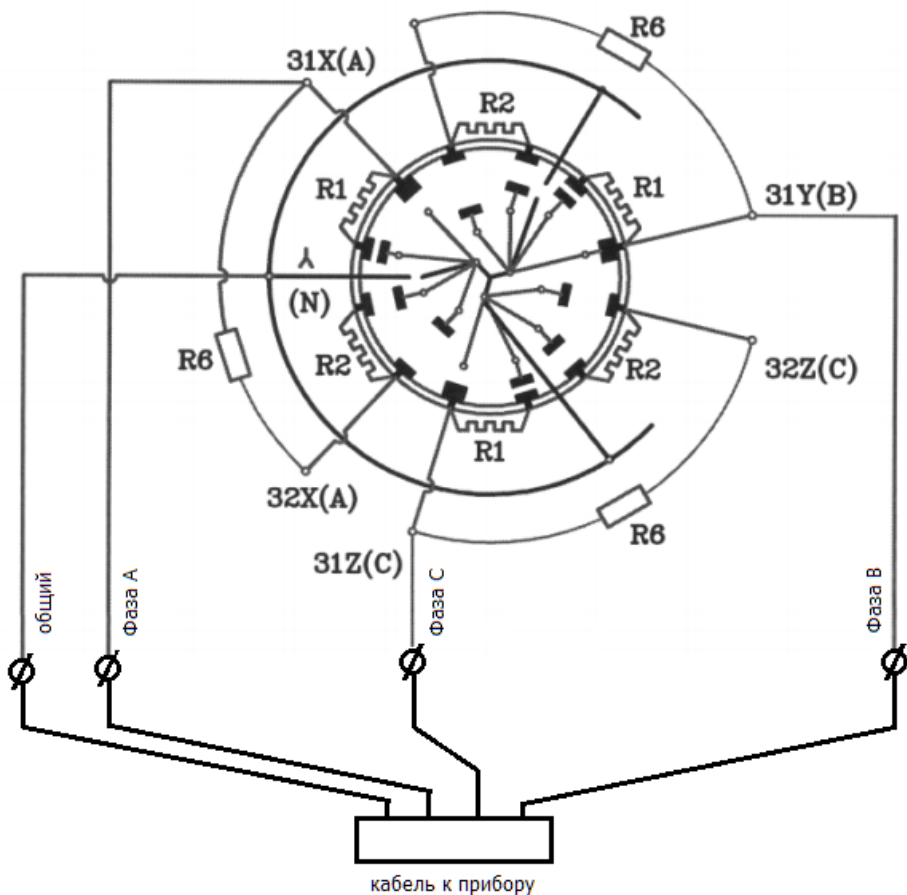 R6
31X(A)
R2
R1
R1
31Y(B)
⅄
(N)
R6
R2
R2
32Z(C)
R1
32X(A)
R6
31Z(C)
общий
Фаза А
Фаза С
Фаза В
кабель к прибору